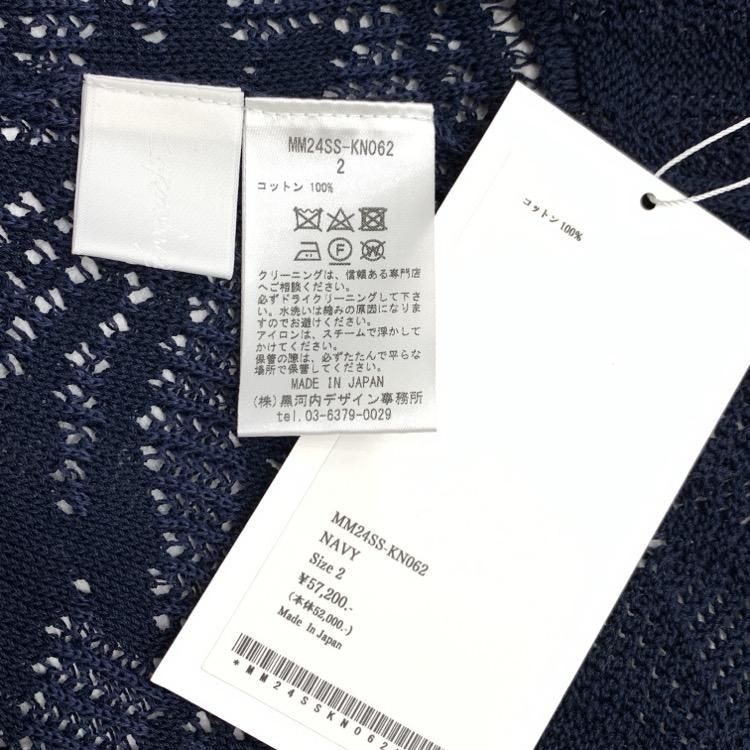 MM24SS-KN062
2
コットン 100%
F
W
クリーニングは、信頼ある専門店
へご相談ください。
必ずドライクリーニングして下さ
い。水洗いは縮みの原因になりま
すのでお避けください。
アイロンは、スチームで浮かして
かけてください。
保管の際は、必ずたたんで平らな
場所で保管してください。
MADE IN JAPAN
(株)黒河内デザイン事務所
tel.03-6379-0029
コットン 100%
MM24SS-KN062
NAVY
Size 2
¥57,200.-
(本体52,000.-)
Made In Japan
*MM24SSKN062